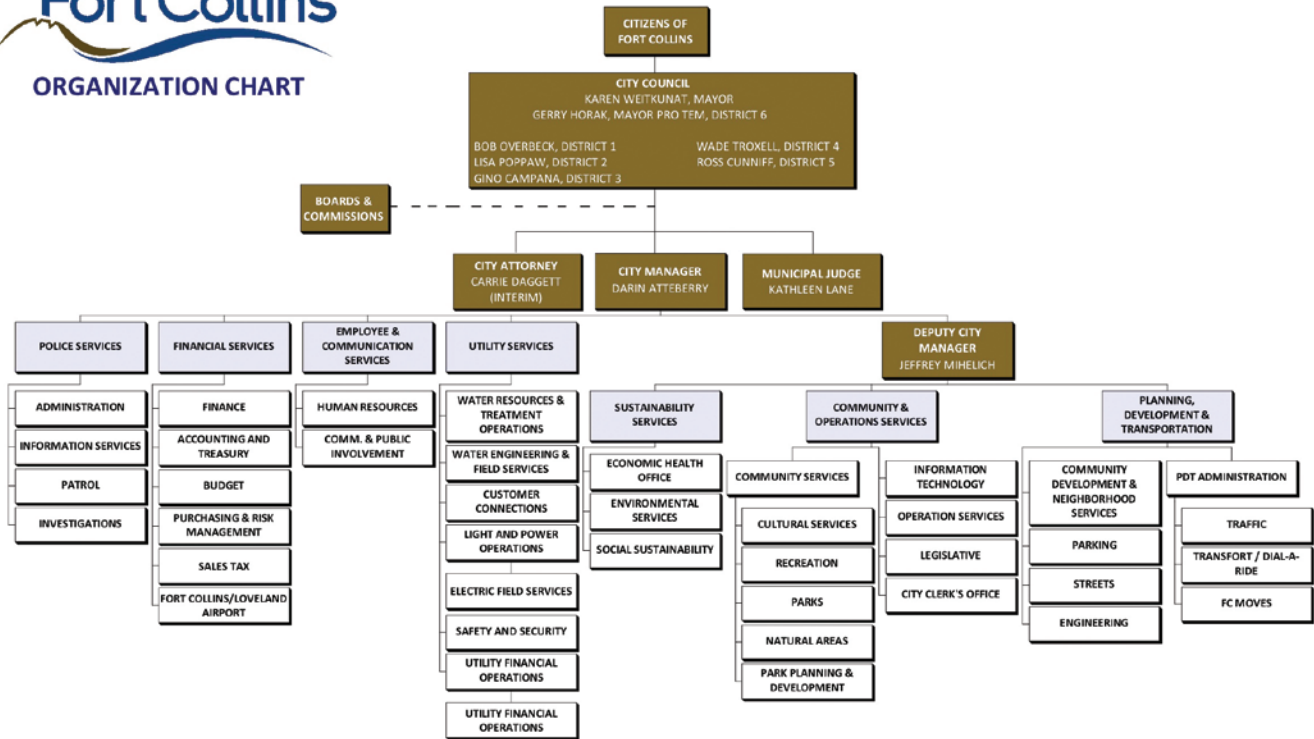 Fort Collins
ORGANIZATION CHART
CITIZENS OF
FORT COLLINS
CITY COUNCIL
KAREN WEITKUNAT, MAYOR
GERRY HORAK, MAYOR PRO TEM, DISTRICT 6
BOB OVERBECK, DISTRICT 1
LISA POPPAW, DISTRICT 2
GINO CAMPANA, DISTRICT 3
WADE TROXELL, DISTRICT 4
ROSS CUNNIFF, DISTRICT 5
BOARDS &
COMMISSIONS
CITY ATTORNEY
CARRIE DAGGETT
(INTERIM)
CITY MANAGER
DARIN ATTEBERRY
MUNICIPAL JUDGE
KATHLEEN LANE
POLICE SERVICES
ADMINISTRATION
INFORMATION SERVICES
PATROL
INVESTIGATIONS
FINANCIAL SERVICES
FINANCE
ACCOUNTING AND
TREASURY
BUDGET
PURCHASING & RISK
MANAGEMENT
SALES TAX
FORT COLLINS/LOVELAND
AIRPORT
EMPLOYEE &
COMMUNICATION
SERVICES
HUMAN RESOURCES
COMM. & PUBLIC
INVOLVEMENT
UTILITY SERVICES
WATER RESOURCES &
TREATMENT
OPERATIONS
WATER ENGINEERING &
FIELD SERVICES
CUSTOMER
CONNECTIONS
LIGHT AND POWER
OPERATIONS
ELECTRIC FIELD SERVICES
SAFETY AND SECURITY
UTILITY FINANCIAL
OPERATIONS
UTILITY FINANCIAL
OPERATIONS
DEPUTY CITY
MANAGER
JEFFREY MIHELICH
SUSTAINABILITY
SERVICES
ECONOMIC HEALTH
OFFICE
ENVIRONMENTAL
SERVICES
SOCIAL SUSTAINABILITY
COMMUNITY &
OPERATIONS SERVICES
COMMUNITY SERVICES
CULTURAL SERVICES
RECREATION
PARKS
NATURAL AREAS
PARK PLANNING &
DEVELOPMENT
INFORMATION
TECHNOLOGY
OPERATION SERVICES
LEGISLATIVE
CITY CLERK'S OFFICE
PLANNING,
DEVELOPMENT &
TRANSPORTATION
COMMUNITY
DEVELOPMENT &
NEIGHBORHOOD
SERVICES
PARKING
STREETS
ENGINEERING
PDT ADMINISTRATION
TRAFFIC
TRANSFORT / DIAL-A-
RIDE
FC MOVES